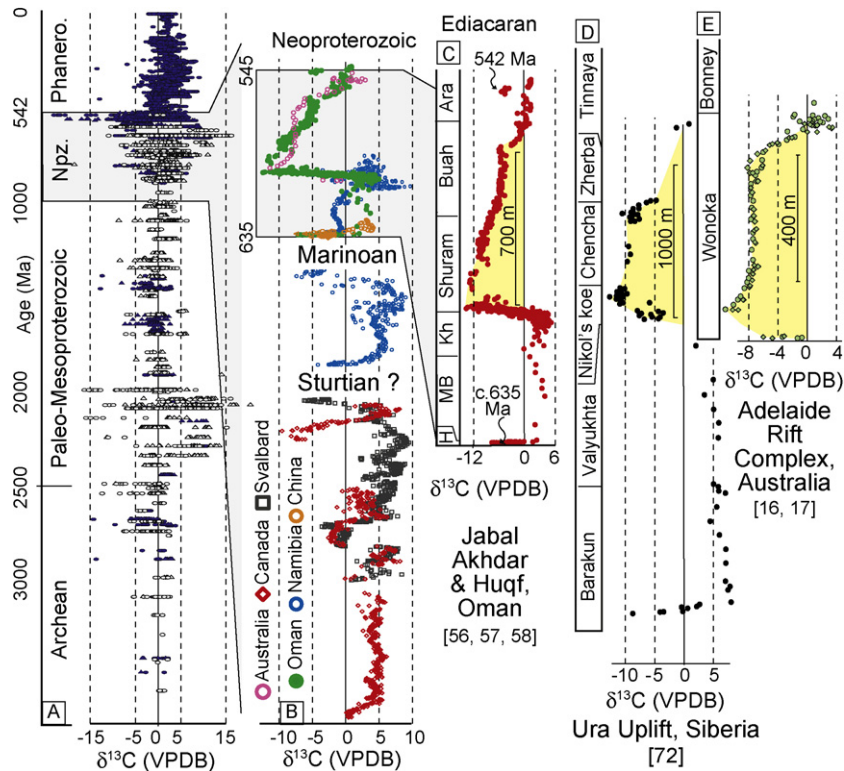 Neoproterozoic
Ediacaran
A
Age (Ma)
0
542
1000
2000
2500
3000
Phanero.
Npz.
Paleo-Mesoproterozoic
Archean
-15
-5
0
5
15
δ13C (VPDB)
B
545
635
Marinoan
Sturtian ?
Australia
Canada
Svalbard
Oman
Namibia
China
-10
-5
0
5
10
δ13C (VPDB)
C
Ara
Buah
Shuram
Kh
MB
H
542 Ma
700 m
c.635
Ma
-12
0
6
δ13C (VPDB)
Jabal
Akhdar
& Huqf,
Oman
[56, 57, 58]
D
Tinnaya
Zherba
Chencha
Nikol's koe
Valyukhta
Barakun
1000 m
-10
-5
0
5
δ13C (VPDB)
Ura Uplift, Siberia
[72]
E
Bonney
Wonoka
400 m
-8
-4
0
4
δ13C (VPDB)
Adelaide
Rift
Complex,
Australia
[16, 17]